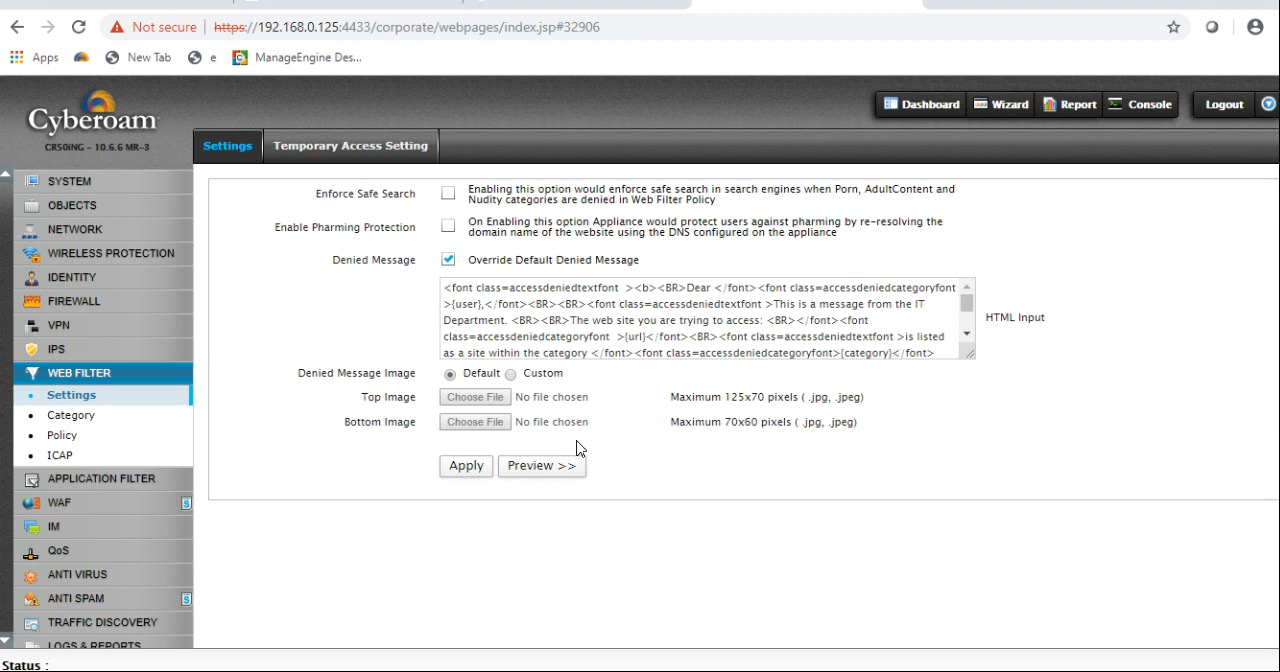 Not secure | https://192.168.0.125:4433/corporate/webpages/index.jsp#32906
Apps New Tab e ManageEngine Des...
Cyberoam
CR50iNG – 10.6.6 MR-3
Dashboard Wizard Report Console Logout
Settings Temporary Access Setting
SYSTEM
OBJECTS
NETWORK
WIRELESS PROTECTION
IDENTITY
FIREWALL
VPN
IPS
WEB FILTER
Settings
Category
Policy
ICAP
APPLICATION FILTER
WAF S
IM
QoS
ANTI VIRUS
ANTI SPAM S
TRAFFIC DISCOVERY
LOGS & REPORTS
Enforce Safe Search Enabling this option would enforce safe search in search engines when Porn, AdultContent and
Nudity categories are denied in Web Filter Policy
Enable Pharming Protection On Enabling this option Appliance would protect users against pharming by re-resolving the
domain name of the website using the DNS configured on the appliance
Denied Message Override Default Denied Message
<font class=accessdeniedtextfont ><b><BR>Dear </font><font class=accessdeniedcategoryfont
>{user},</font><BR><BR><font class=accessdeniedtextfont >This is a message from the IT
Department. <BR><BR>The web site you are trying to access: <BR></font><font
class=accessdeniedcategoryfont >{url}</font><BR><font class=accessdeniedtextfont >is listed
as a site within the category </font><font class=accessdeniedcategoryfont>{category}</font>
HTML Input
Denied Message Image Default Custom
Top Image Choose File No file chosen Maximum 125x70 pixels ( .jpg, .jpeg)
Bottom Image Choose File No file chosen Maximum 70x60 pixels ( .jpg, .jpeg)
Apply Preview >>
Status :